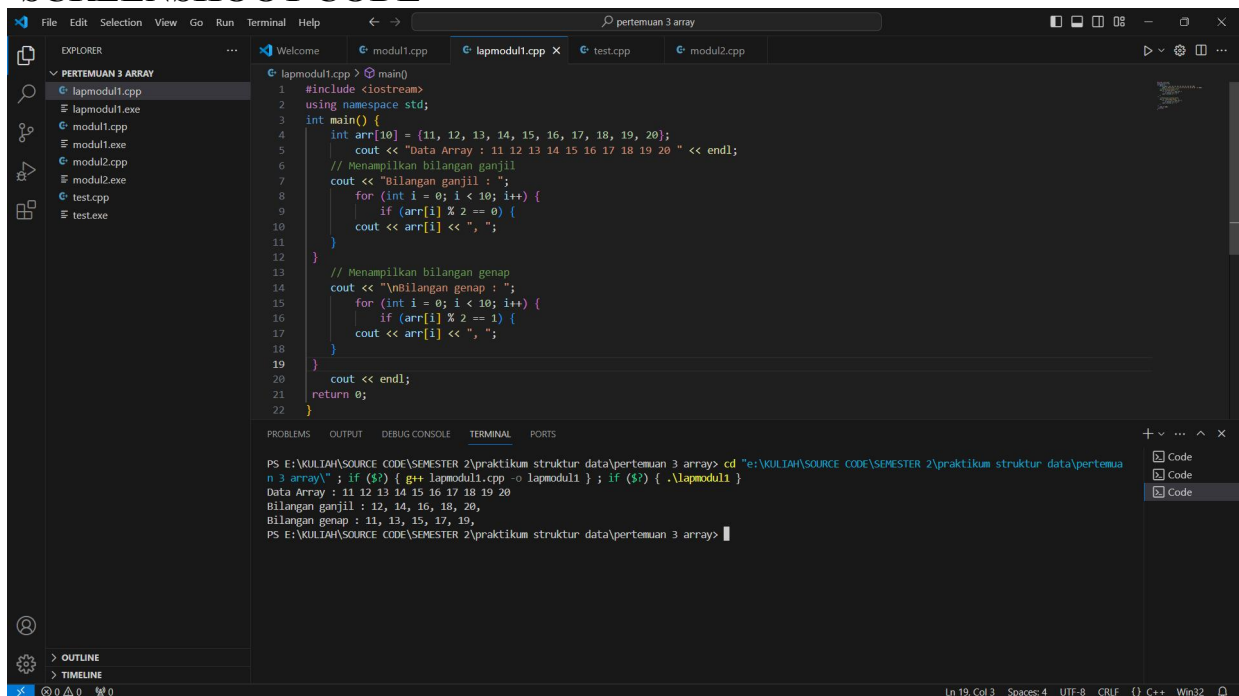 SCREENSHOOT CODE
File Edit Selection View Go Run Terminal Help
pertemuan 3 array
EXPLORER
Welcome
modul1.cpp
lapmodul1.cpp
test.cpp
modul2.cpp
PERTEMUAN 3 ARRAY
lapmodul1.cpp
lapmodul1.exe
modul1.cpp
modul1.exe
modul2.cpp
modul2.exe
test.cpp
test.exe
lapmodul1.cpp > main()
1 #include <iostream>
2 using namespace std;
3 int main() {
4 int arr[10] = {11, 12, 13, 14, 15, 16, 17, 18, 19, 20};
5 cout << "Data Array : 11 12 13 14 15 16 17 18 19 20 " << endl;
6 // Menampilkan bilangan ganjil
7 cout << "Bilangan ganjil : ";
8 for (int i = 0; i < 10; i++) {
9 if (arr[i] % 2 == 0) {
10 cout << arr[i] << ", ";
11 }
12 }
13 // Menampilkan bilangan genap
14 cout << "\nBilangan genap : ";
15 for (int i = 0; i < 10; i++) {
16 if (arr[i] % 2 == 1) {
17 cout << arr[i] << ", ";
18 }
19 }
20 cout << endl;
21 return 0;
22 }
PROBLEMS OUTPUT DEBUG CONSOLE TERMINAL PORTS
PS E:\KULIAH\SOURCE CODE\SEMESTER 2\praktikum struktur data\pertemuan 3 array> cd "e:\KULIAH\SOURCE CODE\SEMESTER 2\praktikum struktur data\pertemua
n 3 array\" ; if ($?) { g++ lapmodul1.cpp -o lapmodul1 } ; if ($?) { .\lapmodul1 }
Data Array : 11 12 13 14 15 16 17 18 19 20
Bilangan ganjil : 12, 14, 16, 18, 20,
Bilangan genap : 11, 13, 15, 17, 19,
PS E:\KULIAH\SOURCE CODE\SEMESTER 2\praktikum struktur data\pertemuan 3 array>
Code
Code
Code
OUTLINE
TIMELINE
0 0 0
Ln 19, Col 3 Spaces: 4 UTF-8 CRLF {} C++ Win32